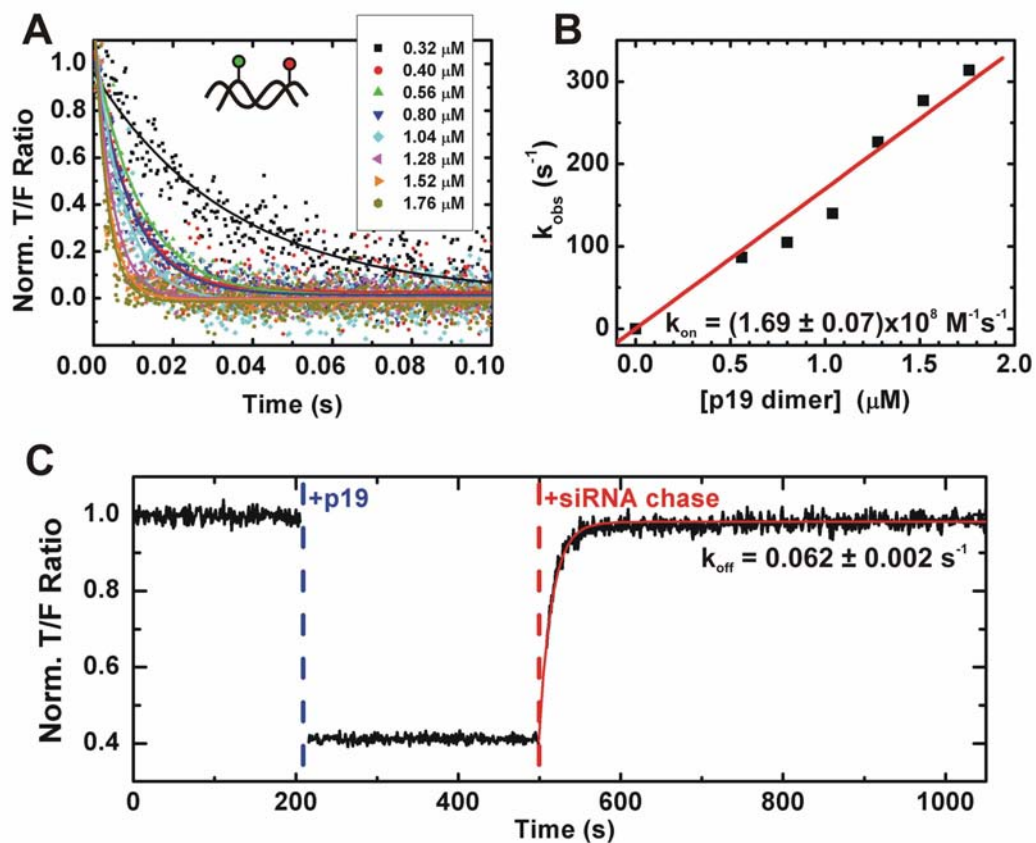 A
0.32 μM
0.40 μM
0.56 μM
0.80 μM
1.04 μM
1.28 μM
1.52 μM
1.76 μM
1.0
0.8
0.6
0.4
0.2
0.0
Norm. T/F Ratio
0.00 0.02 0.04 0.06 0.08 0.10
Time (s)
B
300
200
100
0
k_obs (s⁻¹)
k_on = (1.69 ± 0.07)x10⁸ M⁻¹s⁻¹
0.0 0.5 1.0 1.5 2.0
[p19 dimer] (μM)
C
+p19
+siRNA chase
k_off = 0.062 ± 0.002 s⁻¹
1.0
0.8
0.6
0.4
Norm. T/F Ratio
0 200 400 600 800 1000
Time (s)